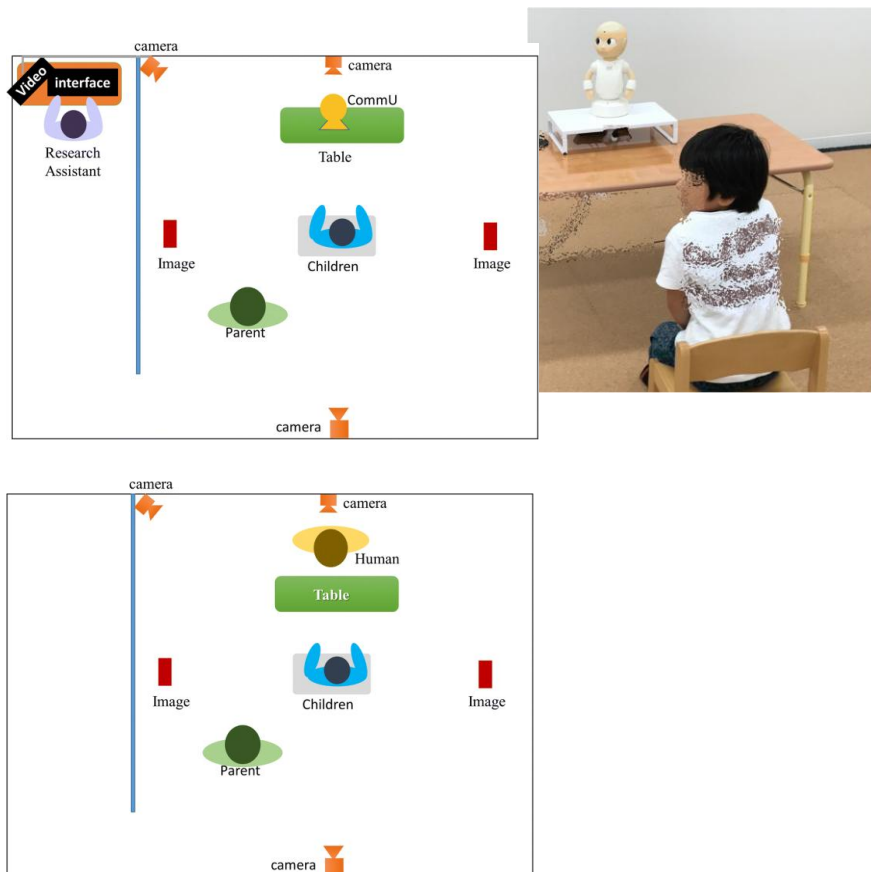 camera
camera
Video
interface
CommU
Research
Assistant
Table
Image
Children
Image
Parent
camera
camera
camera
Human
Table
Image
Children
Image
Parent
camera